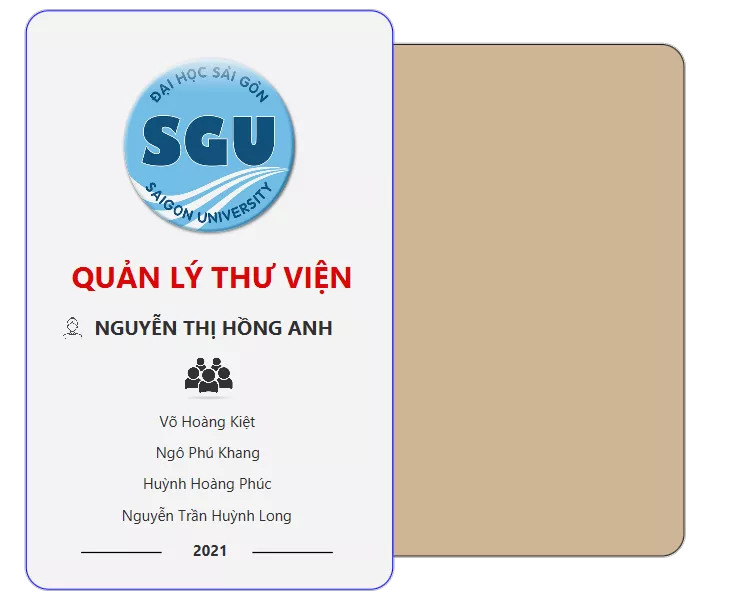 ĐẠI HỌC SÀI GÒN
SGU
SAIGON UNIVERSITY
QUẢN LÝ THƯ VIỆN
NGUYỄN THỊ HỒNG ANH
Võ Hoàng Kiệt
Ngô Phú Khang
Huỳnh Hoàng Phúc
Nguyễn Trần Huỳnh Long
2021